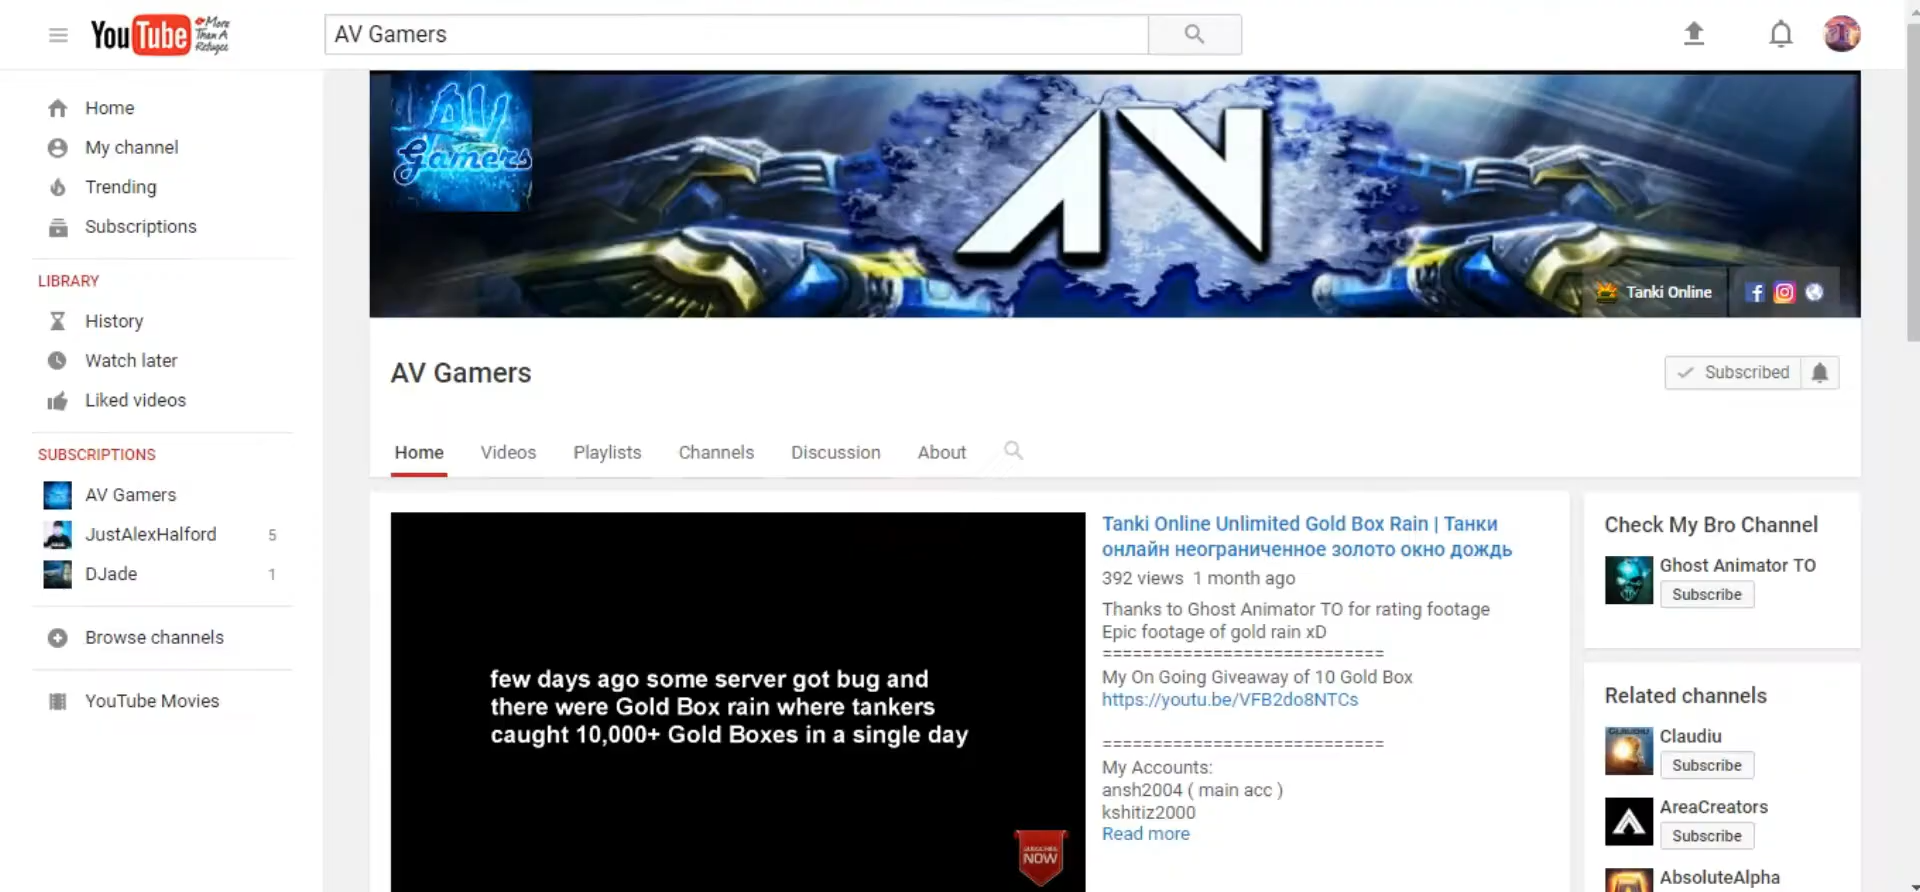 YouTube
More
Than A
Refugee
AV Gamers
Home
My channel
Trending
Subscriptions
LIBRARY
History
Watch later
Liked videos
SUBSCRIPTIONS
AV Gamers
JustAlexHalford 5
DJade 1
Browse channels
YouTube Movies
AV
Gamers
AV
Tanki Online
AV Gamers
Subscribed
Home Videos Playlists Channels Discussion About
few days ago some server got bug and
there were Gold Box rain where tankers
caught 10,000+ Gold Boxes in a single day
SUBSCRIBE
NOW
Tanki Online Unlimited Gold Box Rain | Танки
онлайн неограниченное золото окно дождь
392 views 1 month ago
Thanks to Ghost Animator TO for rating footage
Epic footage of gold rain xD
===========================
My On Going Giveaway of 10 Gold Box
https://youtu.be/VFB2do8NTCs
===========================
My Accounts:
ansh2004 ( main acc )
kshitiz2000
Read more
Check My Bro Channel
Ghost Animator TO
Subscribe
Related channels
CLAUDIU
Claudiu
Subscribe
AreaCreators
Subscribe
AbsoluteAlpha